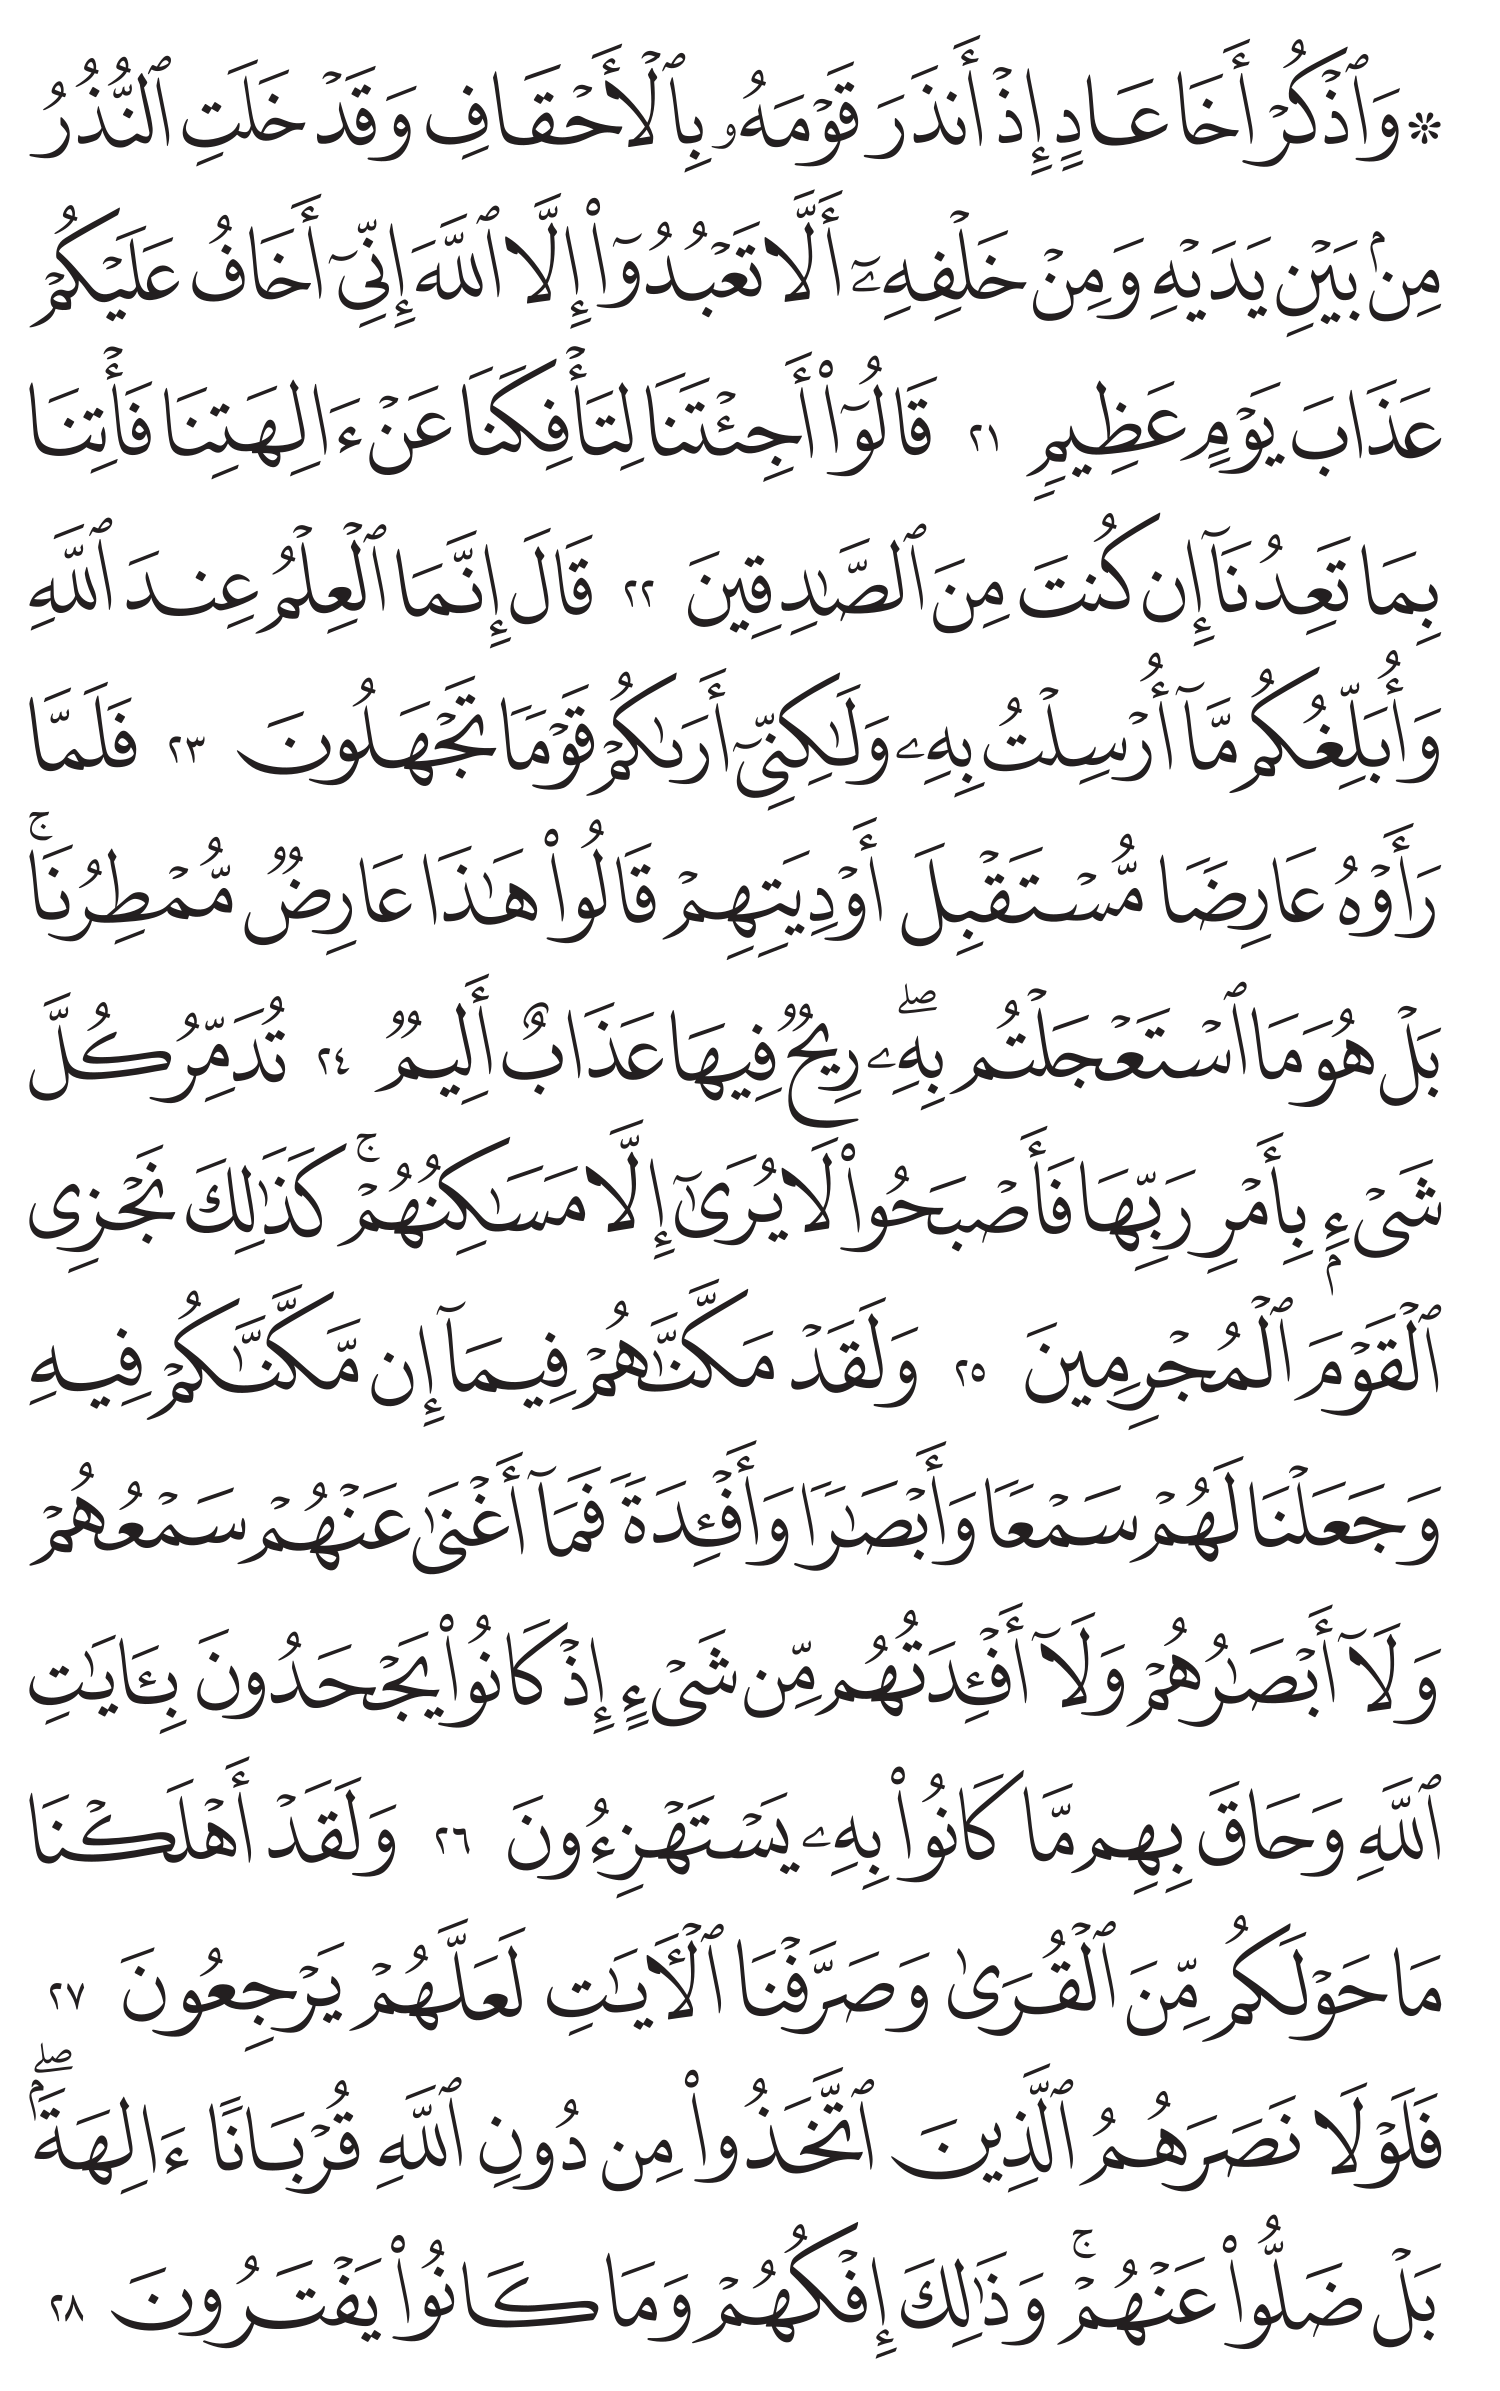 ۞ وَٱذۡكُرۡ أَخَا عَادٍ إِذۡ أَنذَرَ قَوۡمَهُۥ بِٱلۡأَحۡقَافِ وَقَدۡ خَلَتِ ٱلنُّذُرُ
مِنۢ بَيۡنِ يَدَيۡهِ وَمِنۡ خَلۡفِهِۦٓ أَلَّا تَعۡبُدُوٓاْ إِلَّا ٱللَّهَ إِنِّيٓ أَخَافُ عَلَيۡكُمۡ
عَذَابَ يَوۡمٍ عَظِيمٖ ٢١ قَالُوٓاْ أَجِئۡتَنَا لِتَأۡفِكَنَا عَنۡ ءَالِهَتِنَا فَأۡتِنَا
بِمَا تَعِدُنَآ إِن كُنتَ مِنَ ٱلصَّٰدِقِينَ ٢٢ قَالَ إِنَّمَا ٱلۡعِلۡمُ عِندَ ٱللَّهِ
وَأُبَلِّغُكُم مَّآ أُرۡسِلۡتُ بِهِۦ وَلَٰكِنِّيٓ أَرَىٰكُمۡ قَوۡمٗا تَجۡهَلُونَ ٢٣ فَلَمَّا
رَأَوۡهُ عَارِضٗا مُّسۡتَقۡبِلَ أَوۡدِيَتِهِمۡ قَالُواْ هَٰذَا عَارِضٞ مُّمۡطِرُنَاۚ
بَلۡ هُوَ مَا ٱسۡتَعۡجَلۡتُم بِهِۦۖ رِيحٞ فِيهَا عَذَابٌ أَلِيمٞ ٢٤ تُدَمِّرُ كُلَّ
شَيۡءِۭ بِأَمۡرِ رَبِّهَا فَأَصۡبَحُواْ لَا يُرَىٰٓ إِلَّا مَسَٰكِنُهُمۡۚ كَذَٰلِكَ نَجۡزِي
ٱلۡقَوۡمَ ٱلۡمُجۡرِمِينَ ٢٥ وَلَقَدۡ مَكَّنَّٰهُمۡ فِيمَآ إِن مَّكَّنَّٰكُمۡ فِيهِ
وَجَعَلۡنَا لَهُمۡ سَمۡعٗا وَأَبۡصَٰرٗا وَأَفۡـِٔدَةٗ فَمَآ أَغۡنَىٰ عَنۡهُمۡ سَمۡعُهُمۡ
وَلَآ أَبۡصَٰرُهُمۡ وَلَآ أَفۡـِٔدَتُهُم مِّن شَيۡءٍ إِذۡ كَانُواْ يَجۡحَدُونَ بِـَٔايَٰتِ
ٱللَّهِ وَحَاقَ بِهِم مَّا كَانُواْ بِهِۦ يَسۡتَهۡزِءُونَ ٢٦ وَلَقَدۡ أَهۡلَكۡنَا
مَا حَوۡلَكُم مِّنَ ٱلۡقُرَىٰ وَصَرَّفۡنَا ٱلۡأٓيَٰتِ لَعَلَّهُمۡ يَرۡجِعُونَ ٢٧
فَلَوۡلَا نَصَرَهُمُ ٱلَّذِينَ ٱتَّخَذُواْ مِن دُونِ ٱللَّهِ قُرۡبَانًا ءَالِهَةَۢۖ
بَلۡ ضَلُّواْ عَنۡهُمۡۚ وَذَٰلِكَ إِفۡكُهُمۡ وَمَا كَانُواْ يَفۡتَرُونَ ٢٨